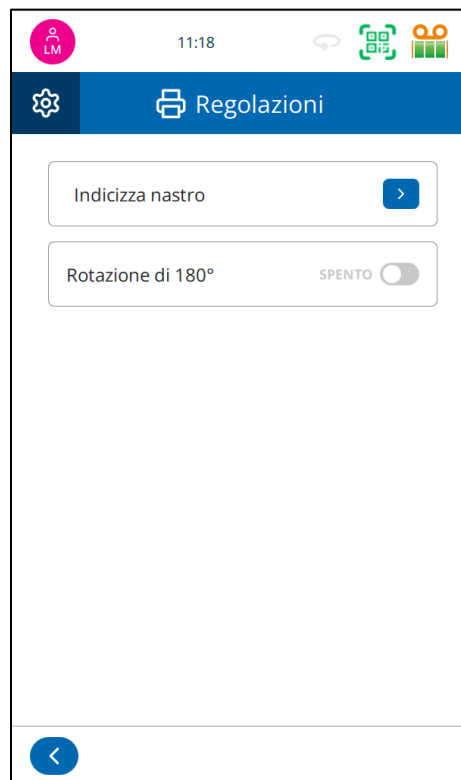 LM
11:18
Regolazioni
Indicizza nastro
Rotazione di 180°
SPENTO